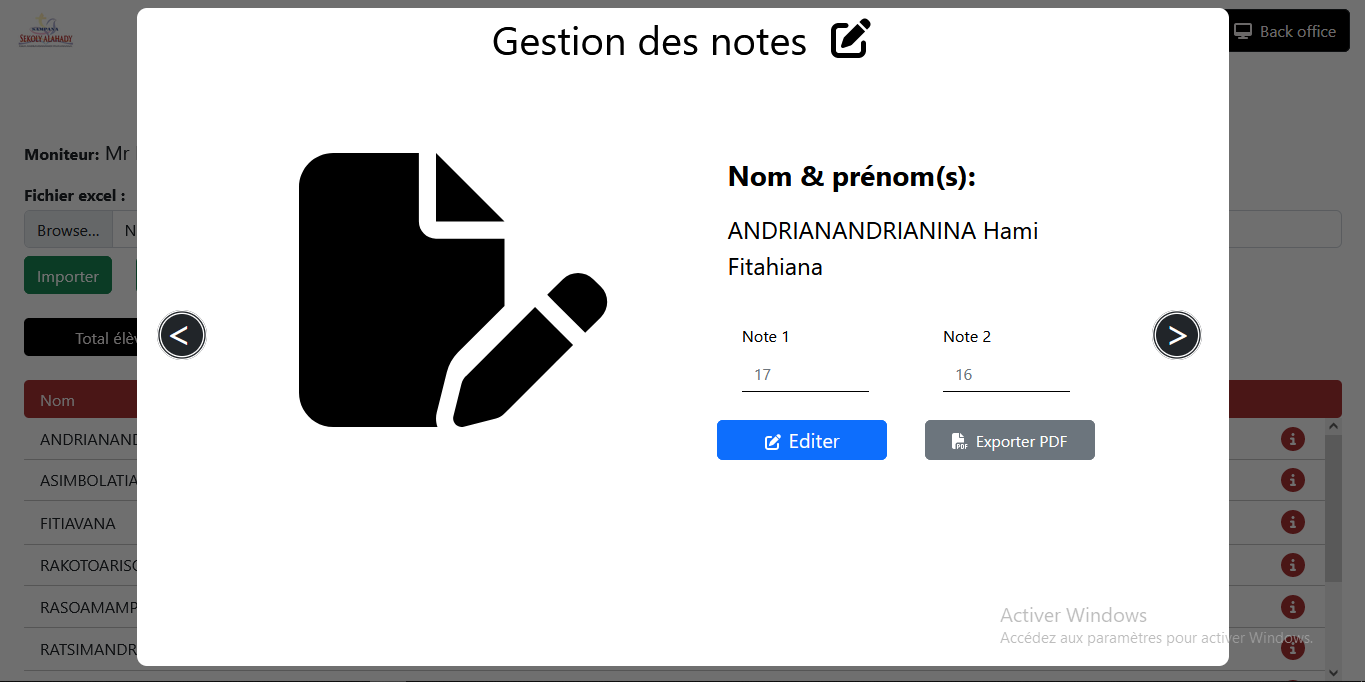 Gestion des notes
SEKOLY ALAHADY
Back office
Moniteur: Mr
Fichier excel :
Browse... N
Importer
Total élèv
Nom
ANDRIANAND
ASIMBOLATIA
FITIAVANA
RAKOTOARISO
RASOAMAMP
RATSIMANDR
<
Nom & prénom(s):
ANDRIANANDRIANINA Hami
Fitahiana
Note 1 Note 2
17 16
Editer PDF Exporter PDF
>
Activer Windows
Accédez aux paramètres pour activer Windows.